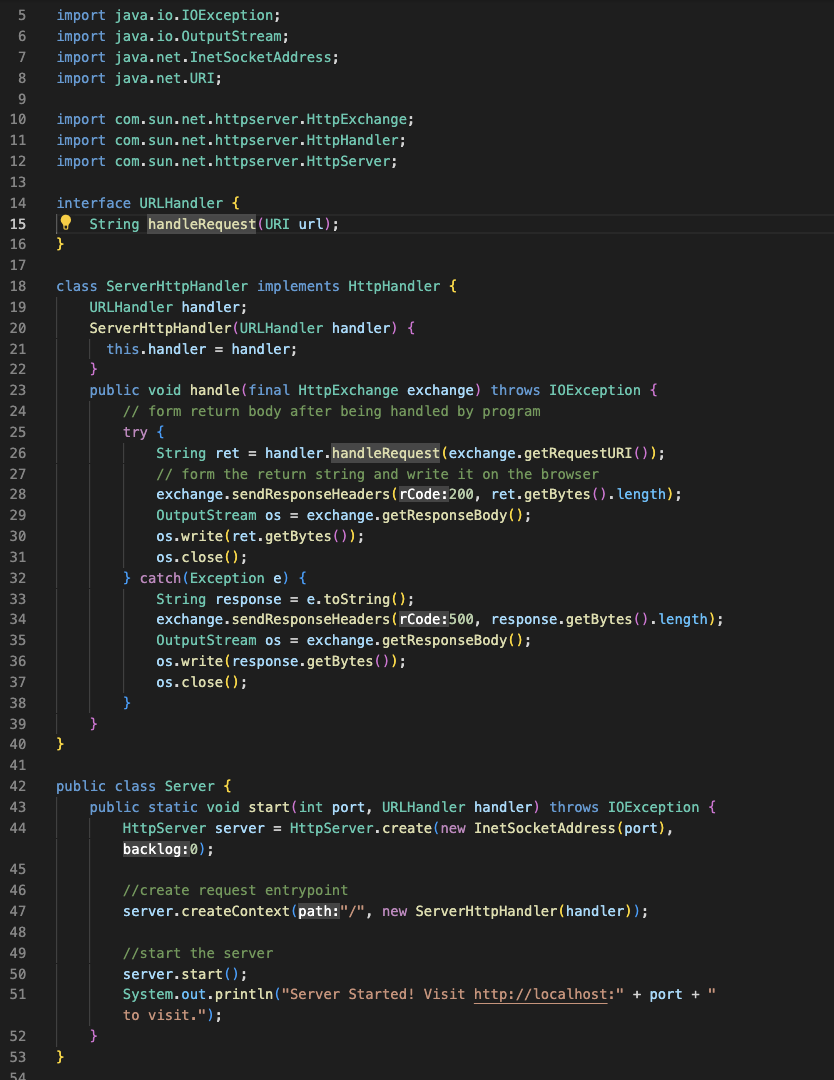 5 import java.io.IOException;
6 import java.io.OutputStream;
7 import java.net.InetSocketAddress;
8 import java.net.URI;
9
10 import com.sun.net.httpserver.HttpExchange;
11 import com.sun.net.httpserver.HttpHandler;
12 import com.sun.net.httpserver.HttpServer;
13
14 interface URLHandler {
15     String handleRequest(URI url);
16 }
17
18 class ServerHttpHandler implements HttpHandler {
19     URLHandler handler;
20     ServerHttpHandler(URLHandler handler) {
21       this.handler = handler;
22     }
23     public void handle(final HttpExchange exchange) throws IOException {
24         // form return body after being handled by program
25         try {
26             String ret = handler.handleRequest(exchange.getRequestURI());
27             // form the return string and write it on the browser
28             exchange.sendResponseHeaders(rCode:200, ret.getBytes().length);
29             OutputStream os = exchange.getResponseBody();
30             os.write(ret.getBytes());
31             os.close();
32         } catch(Exception e) {
33             String response = e.toString();
34             exchange.sendResponseHeaders(rCode:500, response.getBytes().length);
35             OutputStream os = exchange.getResponseBody();
36             os.write(response.getBytes());
37             os.close();
38         }
39     }
40 }
41
42 public class Server {
43     public static void start(int port, URLHandler handler) throws IOException {
44         HttpServer server = HttpServer.create(new InetSocketAddress(port),
        backlog:0);
45
46         //create request entrypoint
47         server.createContext(path:"/", new ServerHttpHandler(handler));
48
49         //start the server
50         server.start();
51         System.out.println("Server Started! Visit http://localhost:" + port + "
        to visit.");
52     }
53 }
54